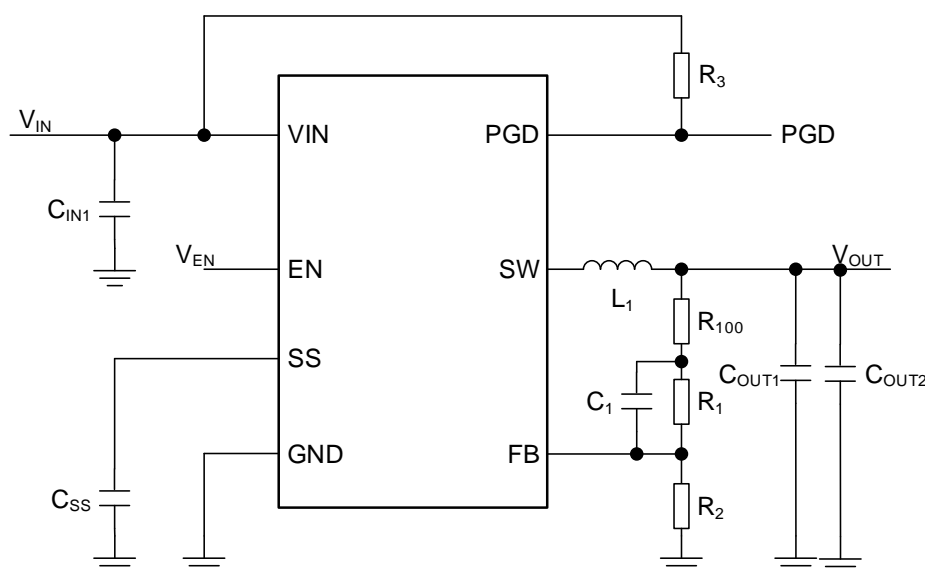 R3
VIN
VIN
PGD
PGD
CIN1
VEN
EN
SW
VOUT
L1
R100
SS
C1
R1
COUT1
COUT2
GND
FB
CSS
R2